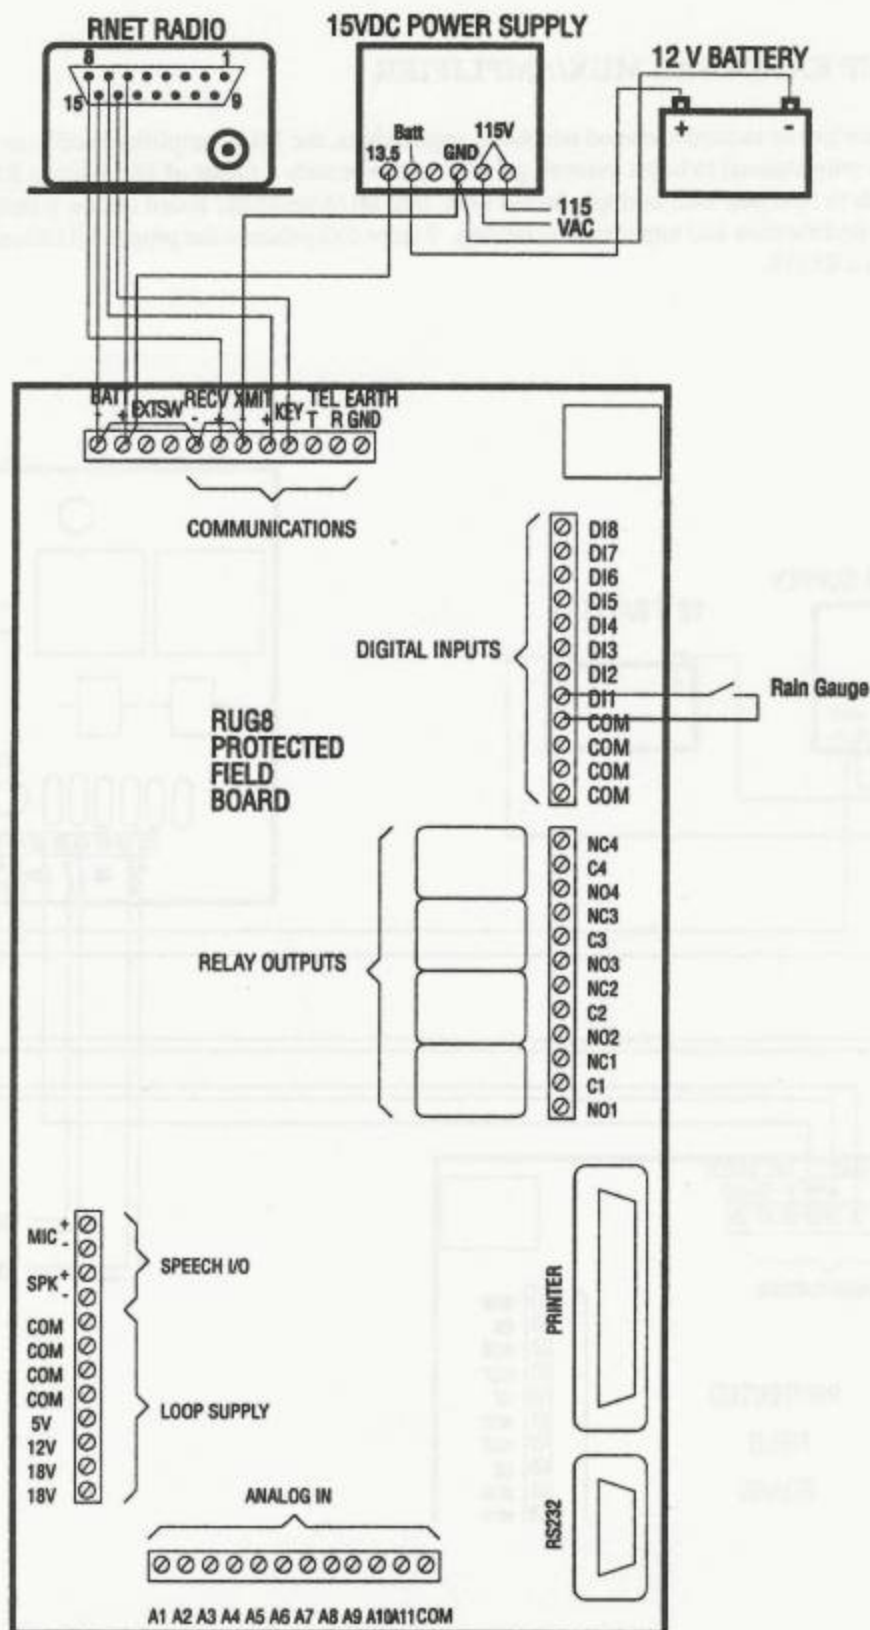 RNET RADIO
8 1
15 9
15VDC POWER SUPPLY
Batt 115V
13.5 GND
115
VAC
12 V BATTERY
+ -
BATT EXTSW RECV XMIT KEY TEL EARTH
- + - + - + T R GND
COMMUNICATIONS
DIGITAL INPUTS
DI8
DI7
DI6
DI5
DI4
DI3
DI2
DI1
COM
COM
COM
COM
Rain Gauge
RUG8
PROTECTED
FIELD
BOARD
RELAY OUTPUTS
NC4
C4
NO4
NC3
C3
NO3
NC2
C2
NO2
NC1
C1
NO1
MIC + -
SPK + -
SPEECH I/O
COM
COM
COM
COM
5V
12V
18V
18V
LOOP SUPPLY
PRINTER
RS232
ANALOG IN
A1 A2 A3 A4 A5 A6 A7 A8 A9 A10 A11 COM